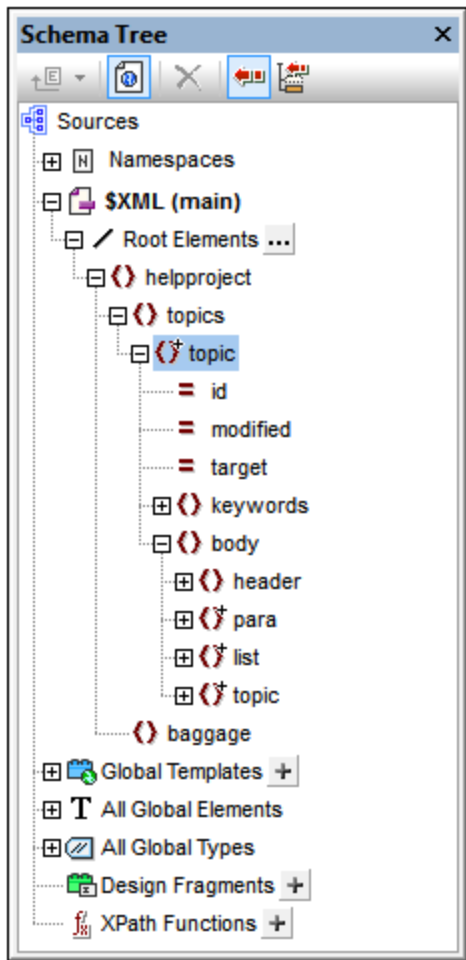 Schema Tree
Sources
Namespaces
$XML (main)
Root Elements ...
helpproject
topics
topic
id
modified
target
keywords
body
header
para
list
topic
baggage
Global Templates
All Global Elements
All Global Types
Design Fragments
XPath Functions